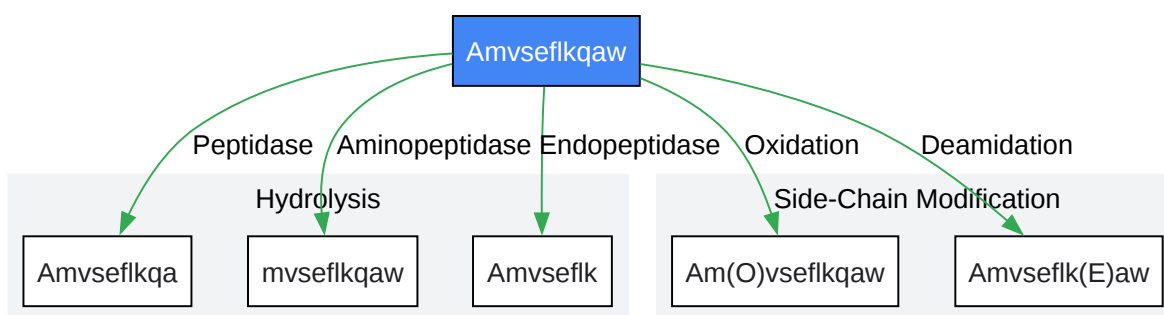 Amvseflkqaw
Peptidase
Aminopeptidase
Endopeptidase
Oxidation
Deamidation
Hydrolysis
Side-Chain Modification
Amvseflkqa
mvseflkqaw
Amvseflk
Am(O)vseflkqaw
Amvseflk(E)aw